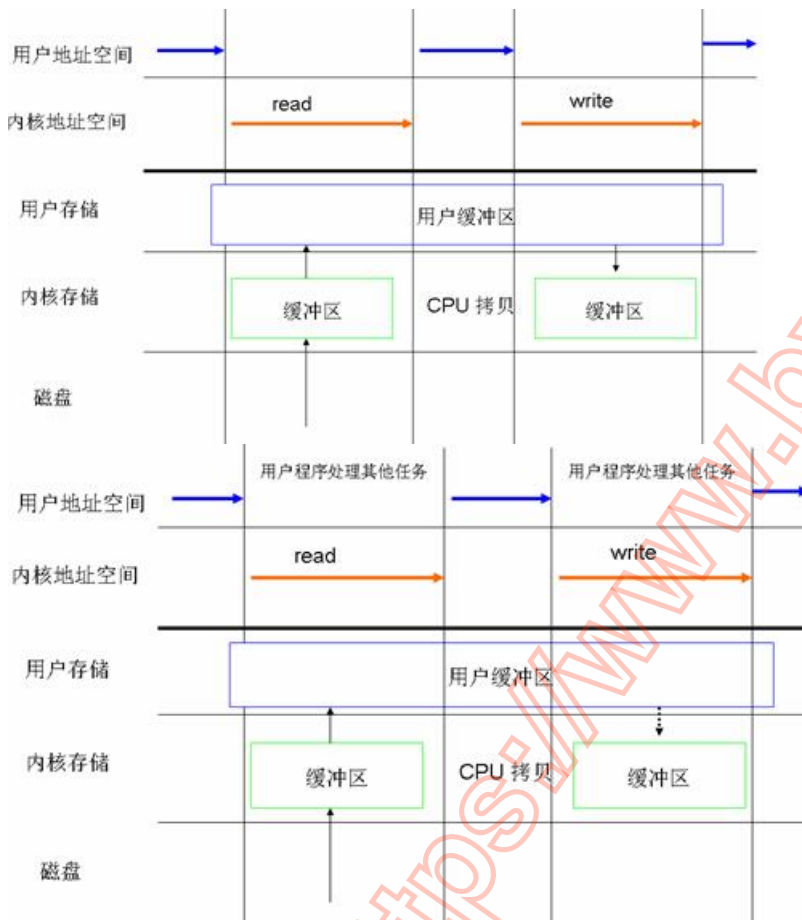 用户地址空间
内核地址空间
read
write
用户存储
用户缓冲区
内核存储
缓冲区
CPU 拷贝
缓冲区
磁盘
用户程序处理其他任务
用户程序处理其他任务
用户地址空间
内核地址空间
read
write
用户存储
用户缓冲区
内核存储
缓冲区
CPU 拷贝
缓冲区
磁盘
https://www.b